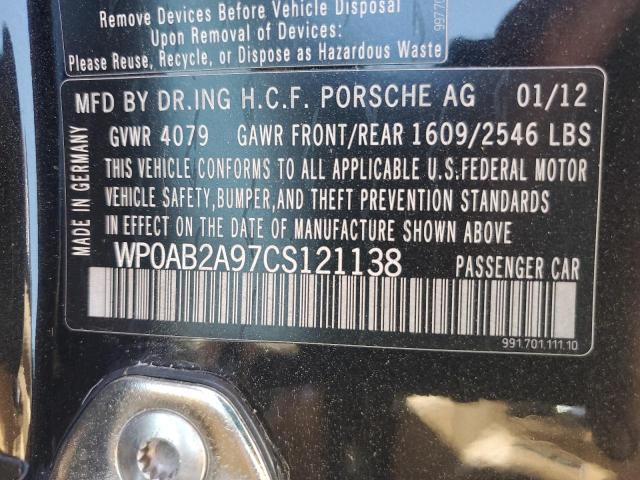 Remove Devices Before Vehicle Disposal
Upon Removal of Devices:
Please Reuse, Recycle, or Dispose as Hazardous Waste
MFD BY DR.ING H.C.F. PORSCHE AG 01/12
GVWR 4079 GAWR FRONT/REAR 1609/2546 LBS
MADE IN GERMANY
THIS VEHICLE CONFORMS TO ALL APPLICABLE U.S.FEDERAL MOTOR
VEHICLE SAFETY,BUMPER,AND THEFT PREVENTION STANDARDS
IN EFFECT ON THE DATE OF MANUFACTURE SHOWN ABOVE
WP0AB2A97CS121138 PASSENGER CAR
991.701.111.10